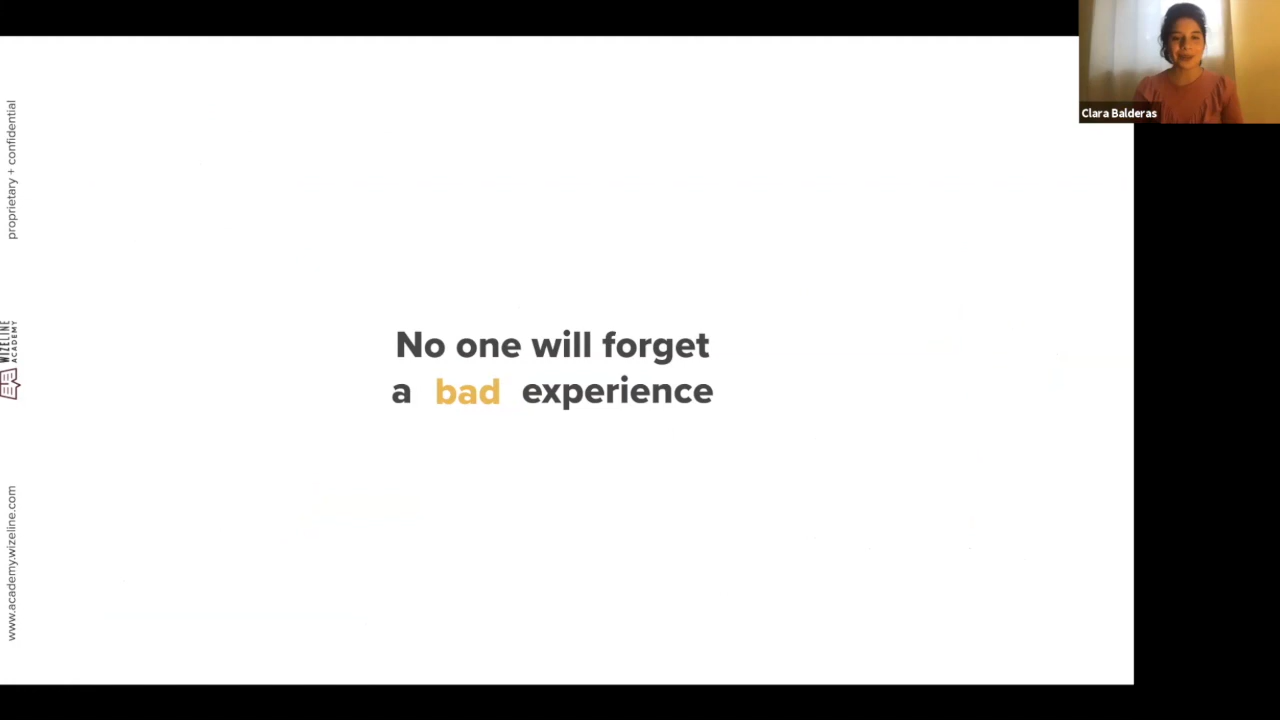 proprietary + confidential
WIZELINE
ACADEMY
www.academy.wizeline.com
No one will forget
a bad experience
Clara Balderas